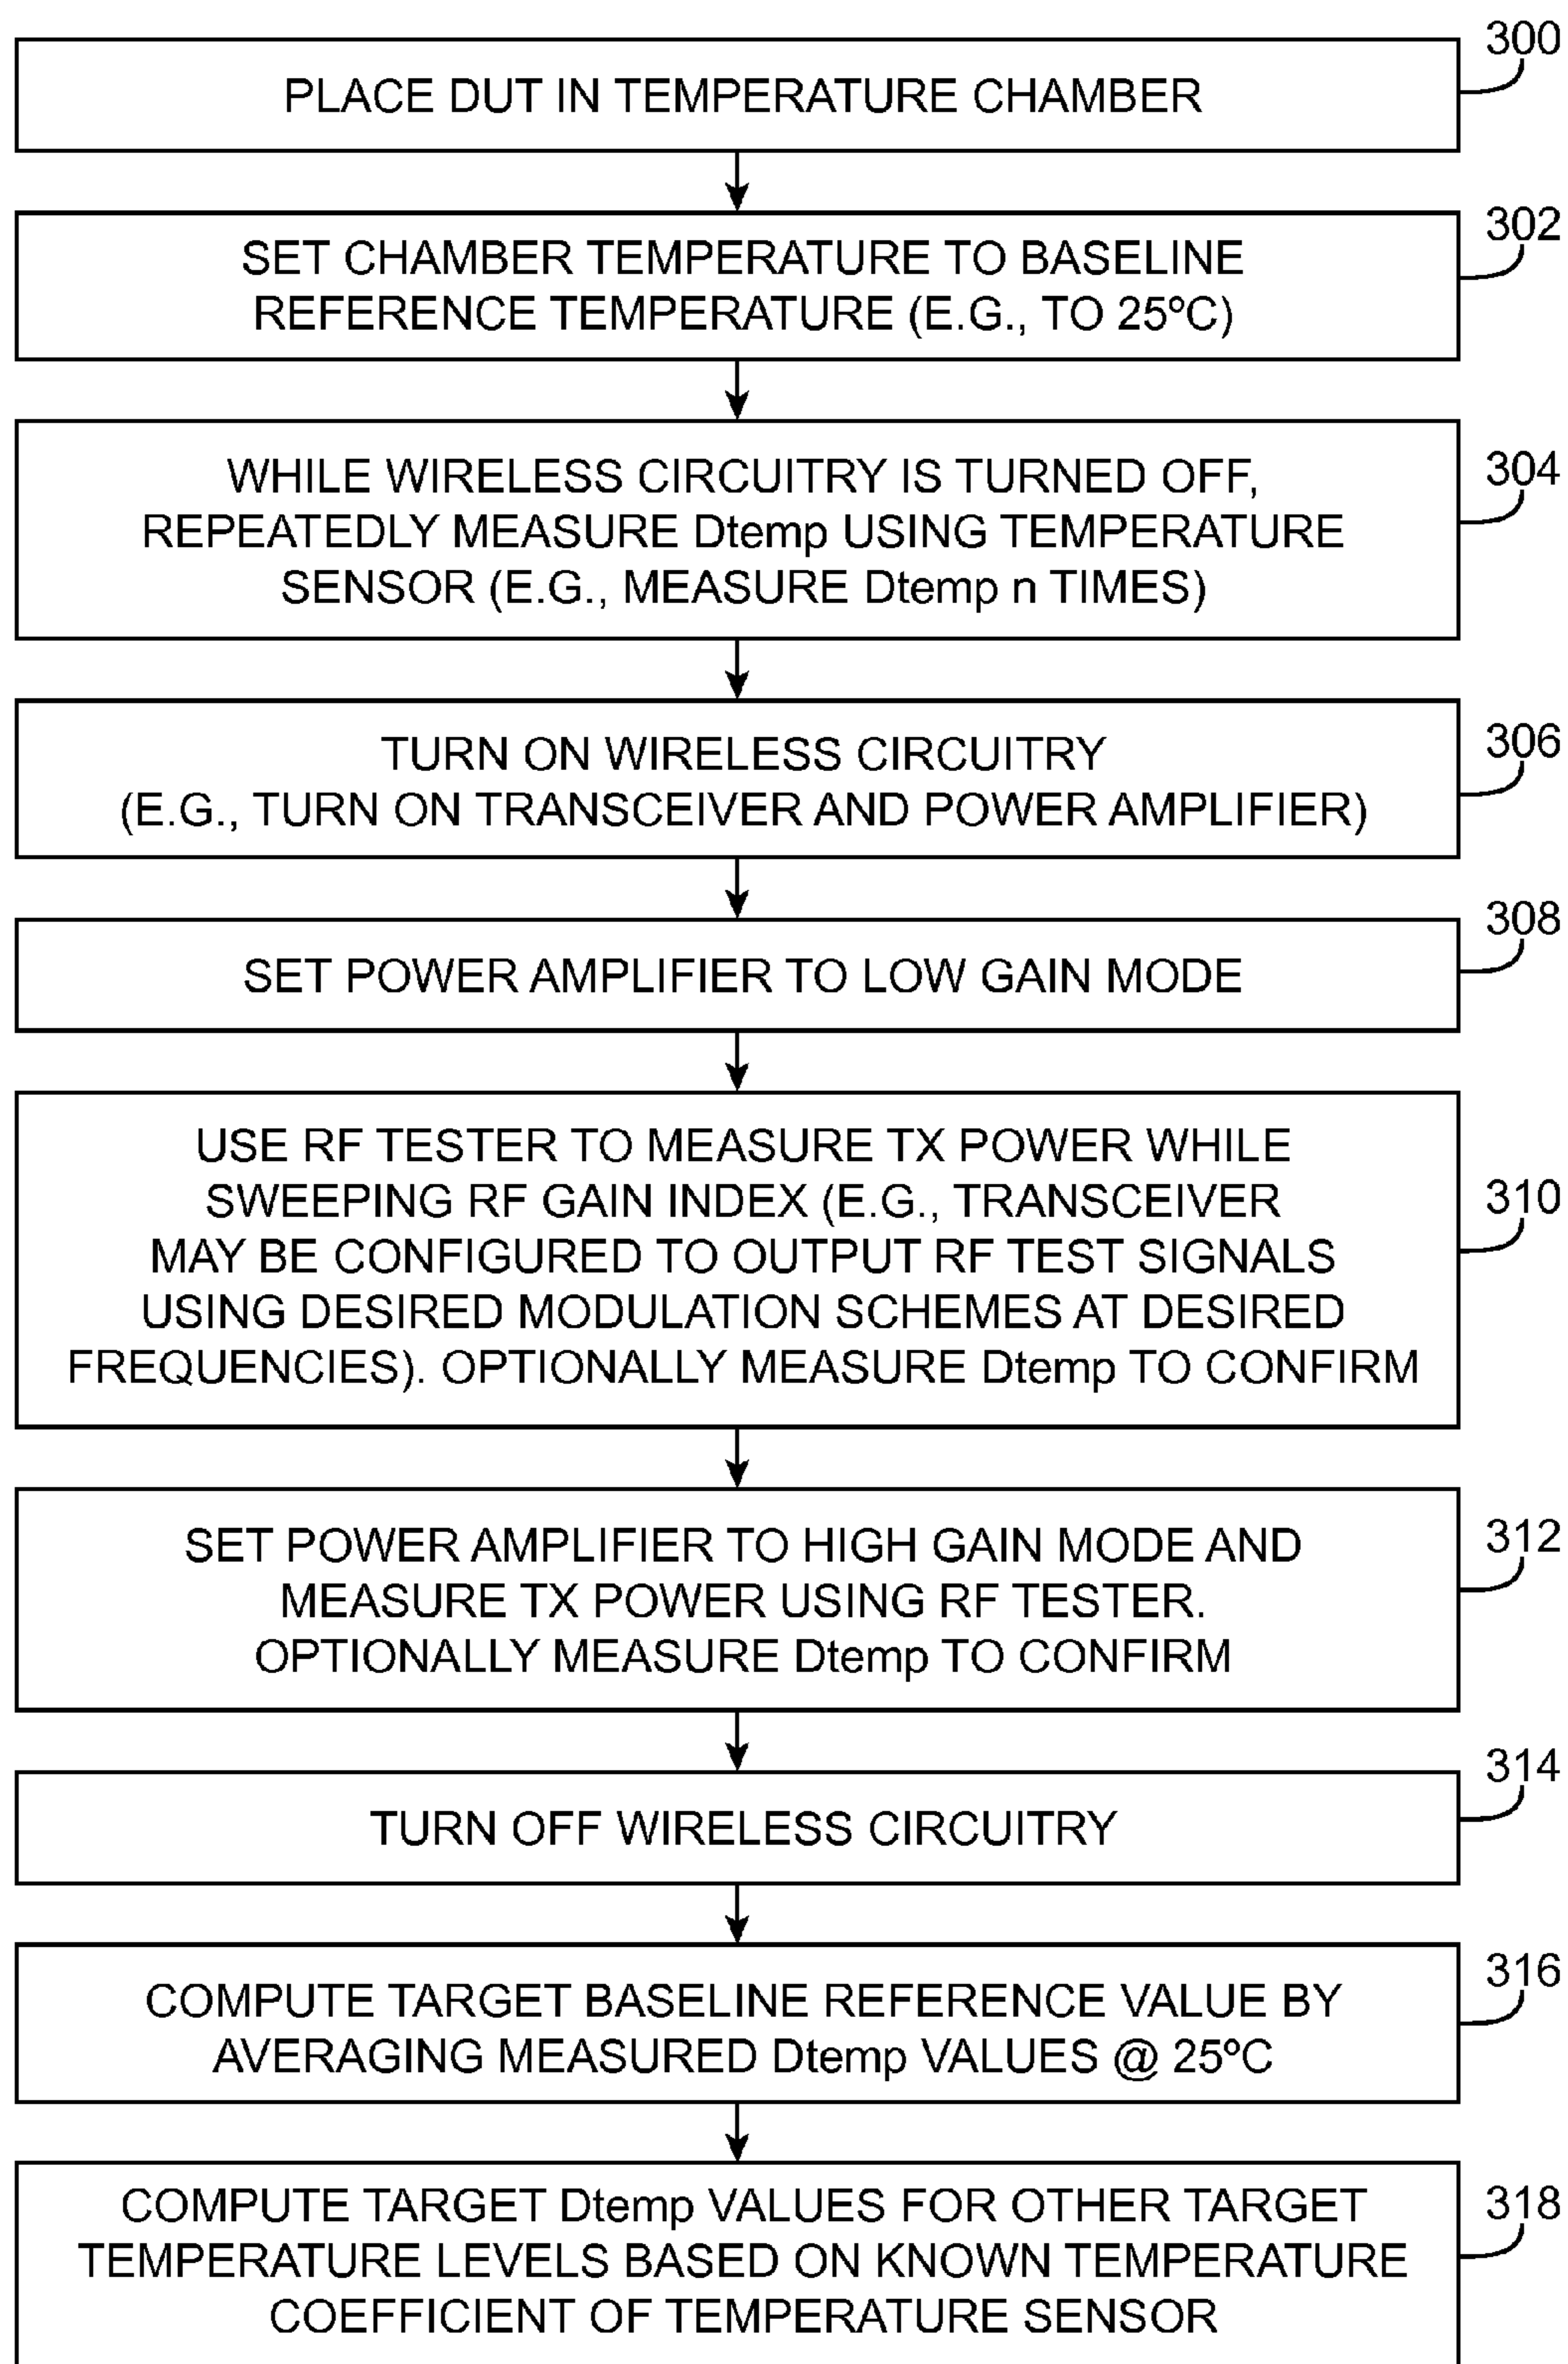 300
PLACE DUT IN TEMPERATURE CHAMBER
302
SET CHAMBER TEMPERATURE TO BASELINE
REFERENCE TEMPERATURE (E.G., TO 25ºC)
304
WHILE WIRELESS CIRCUITRY IS TURNED OFF,
REPEATEDLY MEASURE Dtemp USING TEMPERATURE
SENSOR (E.G., MEASURE Dtemp n TIMES)
306
TURN ON WIRELESS CIRCUITRY
(E.G., TURN ON TRANSCEIVER AND POWER AMPLIFIER)
308
SET POWER AMPLIFIER TO LOW GAIN MODE
310
USE RF TESTER TO MEASURE TX POWER WHILE
SWEEPING RF GAIN INDEX (E.G., TRANSCEIVER
MAY BE CONFIGURED TO OUTPUT RF TEST SIGNALS
USING DESIRED MODULATION SCHEMES AT DESIRED
FREQUENCIES). OPTIONALLY MEASURE Dtemp TO CONFIRM
312
SET POWER AMPLIFIER TO HIGH GAIN MODE AND
MEASURE TX POWER USING RF TESTER.
OPTIONALLY MEASURE Dtemp TO CONFIRM
314
TURN OFF WIRELESS CIRCUITRY
316
COMPUTE TARGET BASELINE REFERENCE VALUE BY
AVERAGING MEASURED Dtemp VALUES @ 25ºC
318
COMPUTE TARGET Dtemp VALUES FOR OTHER TARGET
TEMPERATURE LEVELS BASED ON KNOWN TEMPERATURE
COEFFICIENT OF TEMPERATURE SENSOR